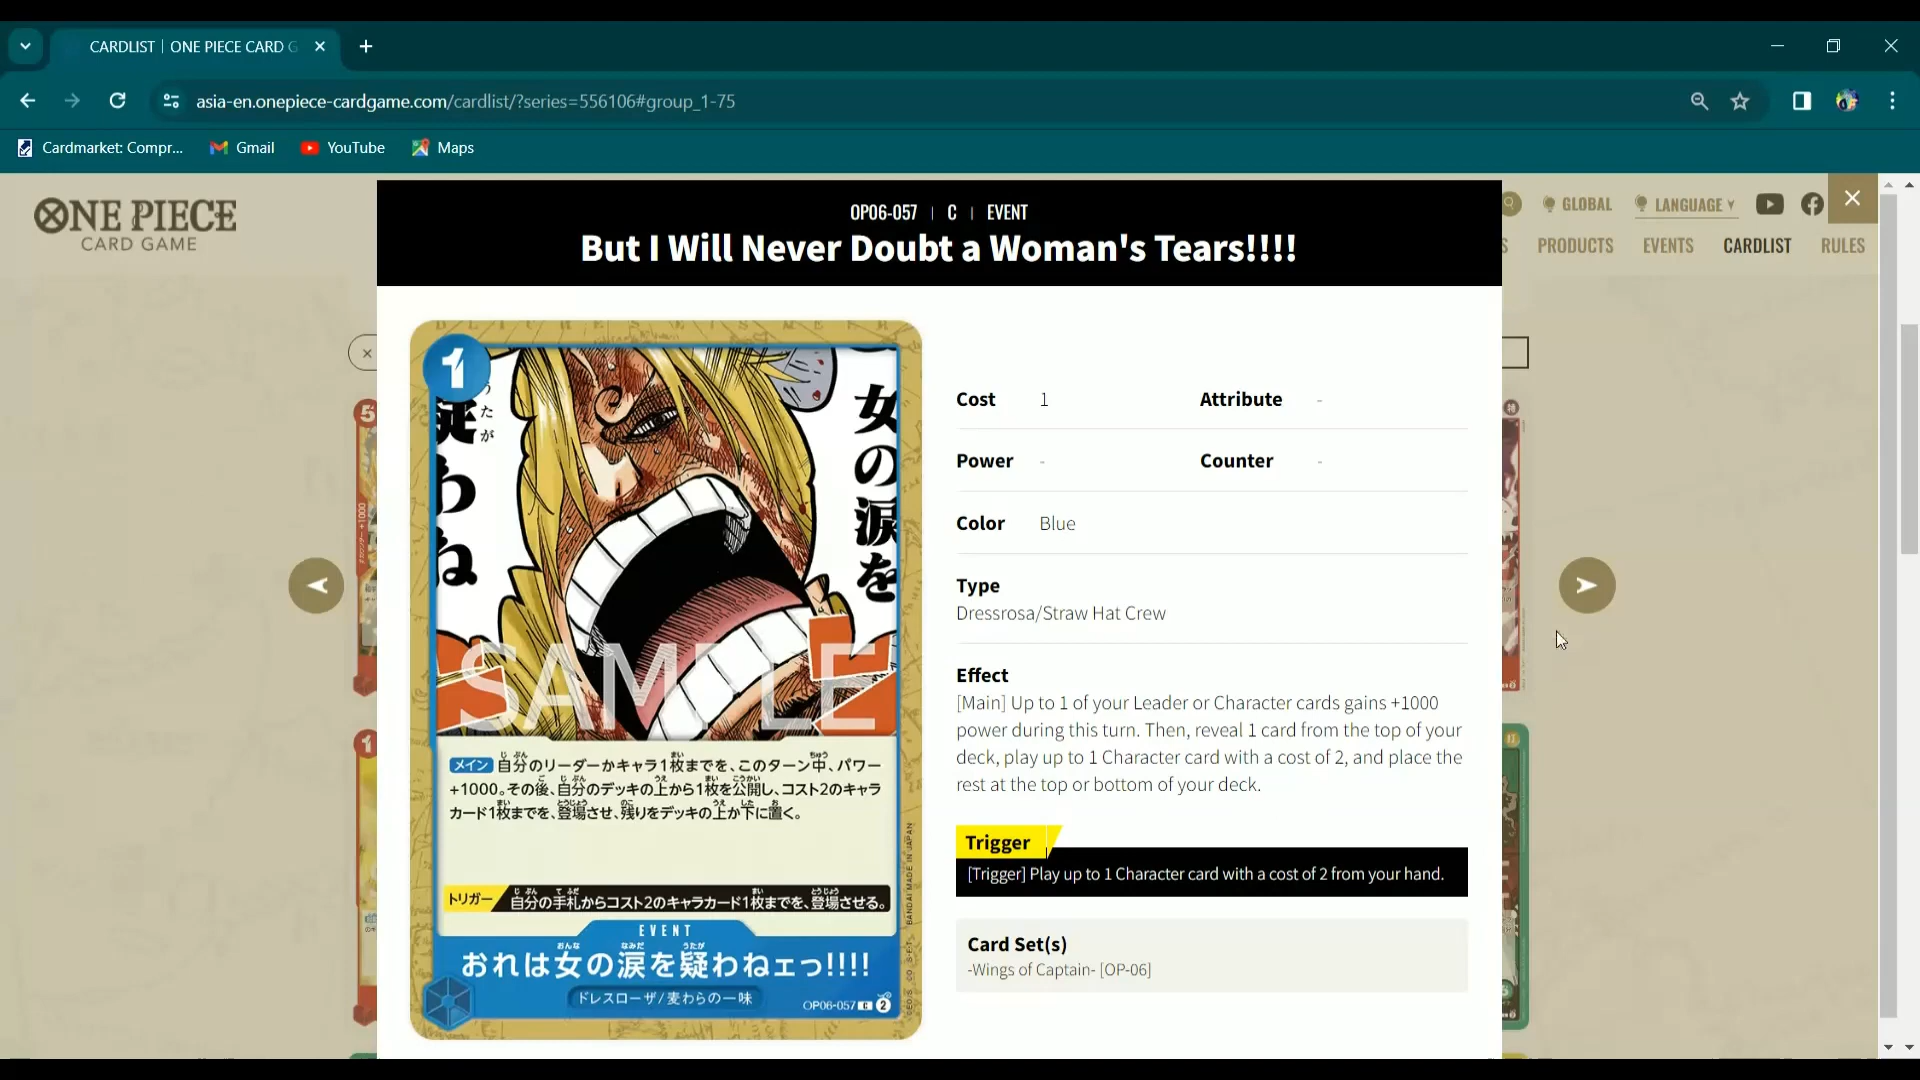 CARDLIST | ONE PIECE CARD G
asia-en.onepiece-cardgame.com/cardlist/?series=556106#group_1-75
Cardmarket: Compr...
Gmail
YouTube
Maps
ONE PIECE
CARD GAME
GLOBAL
LANGUAGE
PRODUCTS
EVENTS
CARDLIST
RULES
OP06-057 | C | EVENT
But I Will Never Doubt a Woman's Tears!!!!
1
女の涙を
わね
SAMPLE
メイン 自分のリーダーかキャラ1枚までを、このターン中、パワー
+1000。その後、自分のデッキの上から1枚を公開し、コスト2のキャラ
カード1枚までを、登場させ、残りをデッキの上か下に置く。
トリガー 自分の手札からコスト2のキャラカード1枚までを、登場させる。
EVENT
おれは女の涙を疑わねェっ!!!!
ドレスローザ/麦わらの一味
OP06-057 C 2
BANDAI MADE IN JAPAN
Cost 1 Attribute -
Power - Counter -
Color Blue
Type
Dressrosa/Straw Hat Crew
Effect
[Main] Up to 1 of your Leader or Character cards gains +1000
power during this turn. Then, reveal 1 card from the top of your
deck, play up to 1 Character card with a cost of 2, and place the
rest at the top or bottom of your deck.
Trigger
[Trigger] Play up to 1 Character card with a cost of 2 from your hand.
Card Set(s)
-Wings of Captain- [OP-06]
5
1